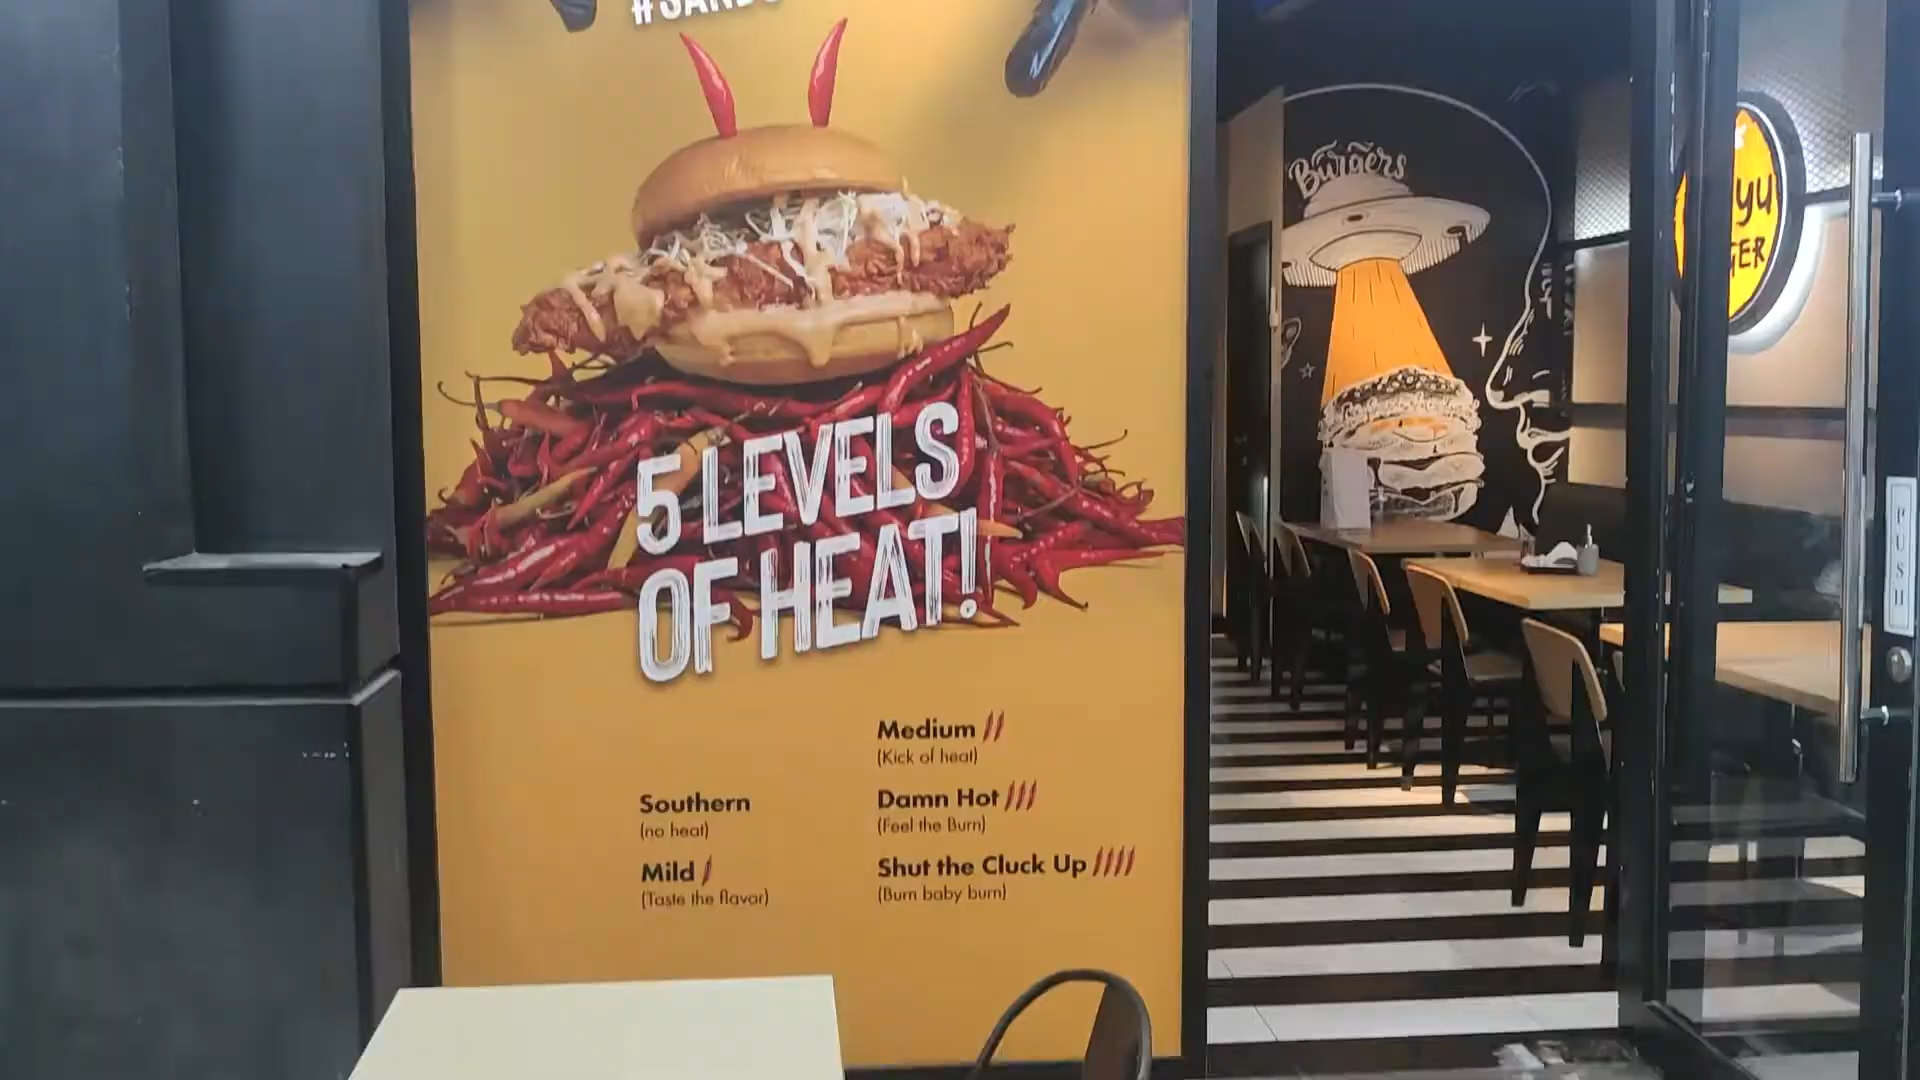 5 LEVELS
OF HEAT!
Southern
(no heat)
Mild
(Taste the flavor)
Medium
(Kick of heat)
Damn Hot
(Feel the Burn)
Shut the Cluck Up
(Burn baby burn)
Burgers
PUSH